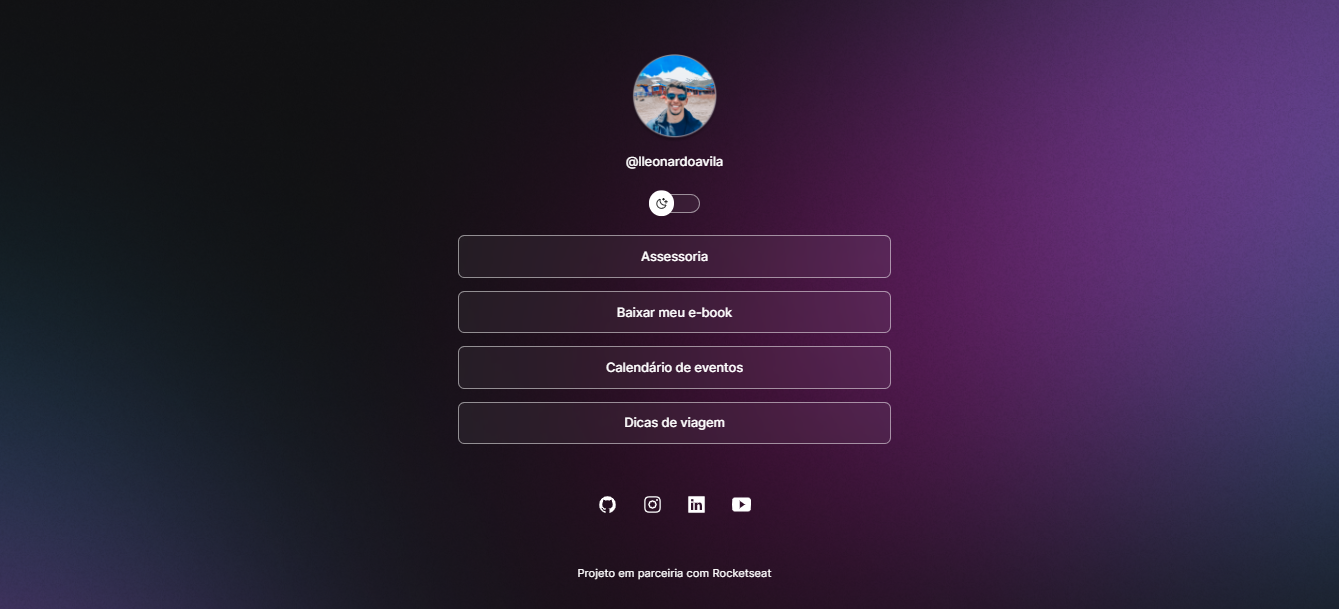 @lleonardoavila
Assessoria
Baixar meu e-book
Calendário de eventos
Dicas de viagem
Projeto em parceiria com Rocketseat